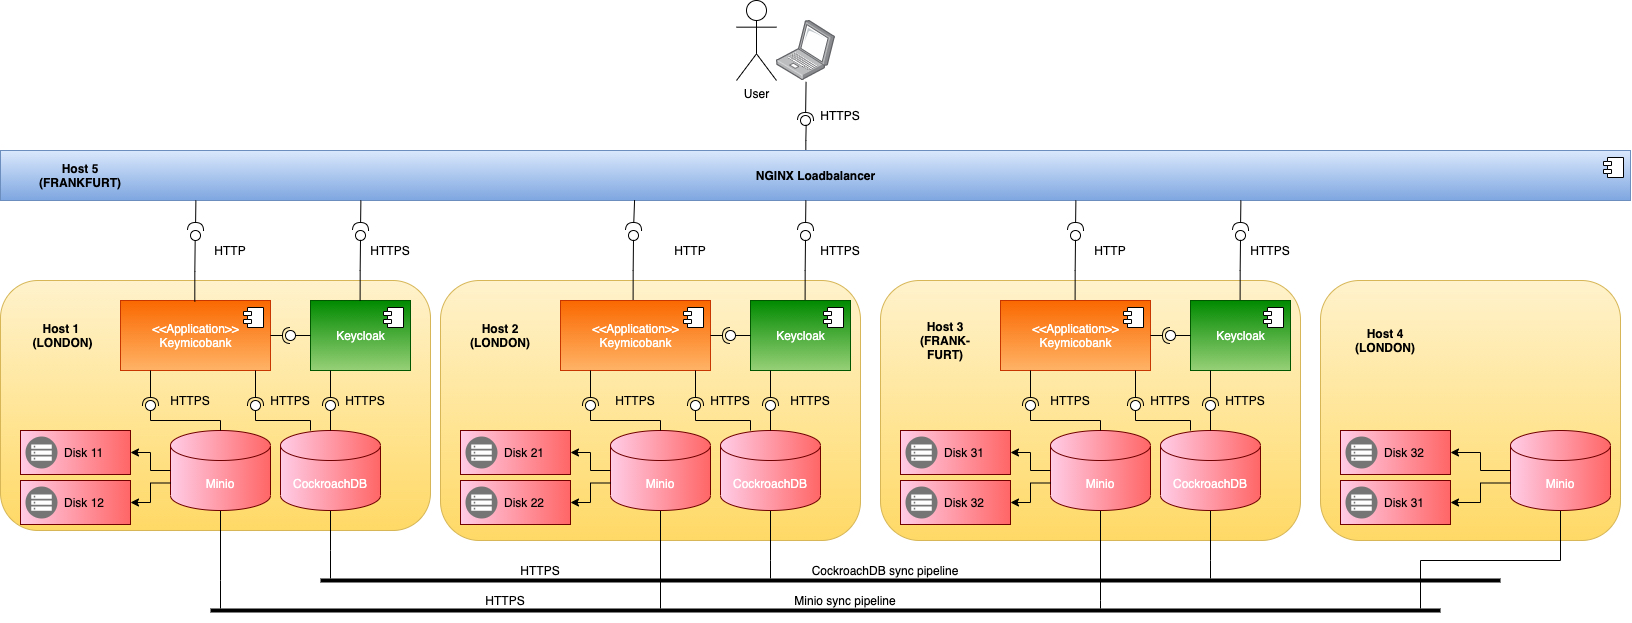 User
HTTPS
Host 5
(FRANKFURT)
NGINX Loadbalancer
HTTP
HTTPS
HTTP
HTTPS
HTTP
HTTPS
Host 1
(LONDON)
<<Application>>
Keymicobank
Keycloak
HTTPS
HTTPS
HTTPS
Disk 11
Disk 12
Minio
CockroachDB
Host 2
(LONDON)
<<Application>>
Keymicobank
Keycloak
HTTPS
HTTPS
HTTPS
Disk 21
Disk 22
Minio
CockroachDB
Host 3
(FRANK-
FURT)
<<Application>>
Keymicobank
Keycloak
HTTPS
HTTPS
HTTPS
Disk 31
Disk 32
Minio
CockroachDB
Host 4
(LONDON)
Disk 32
Disk 31
Minio
HTTPS
CockroachDB sync pipeline
HTTPS
Minio sync pipeline